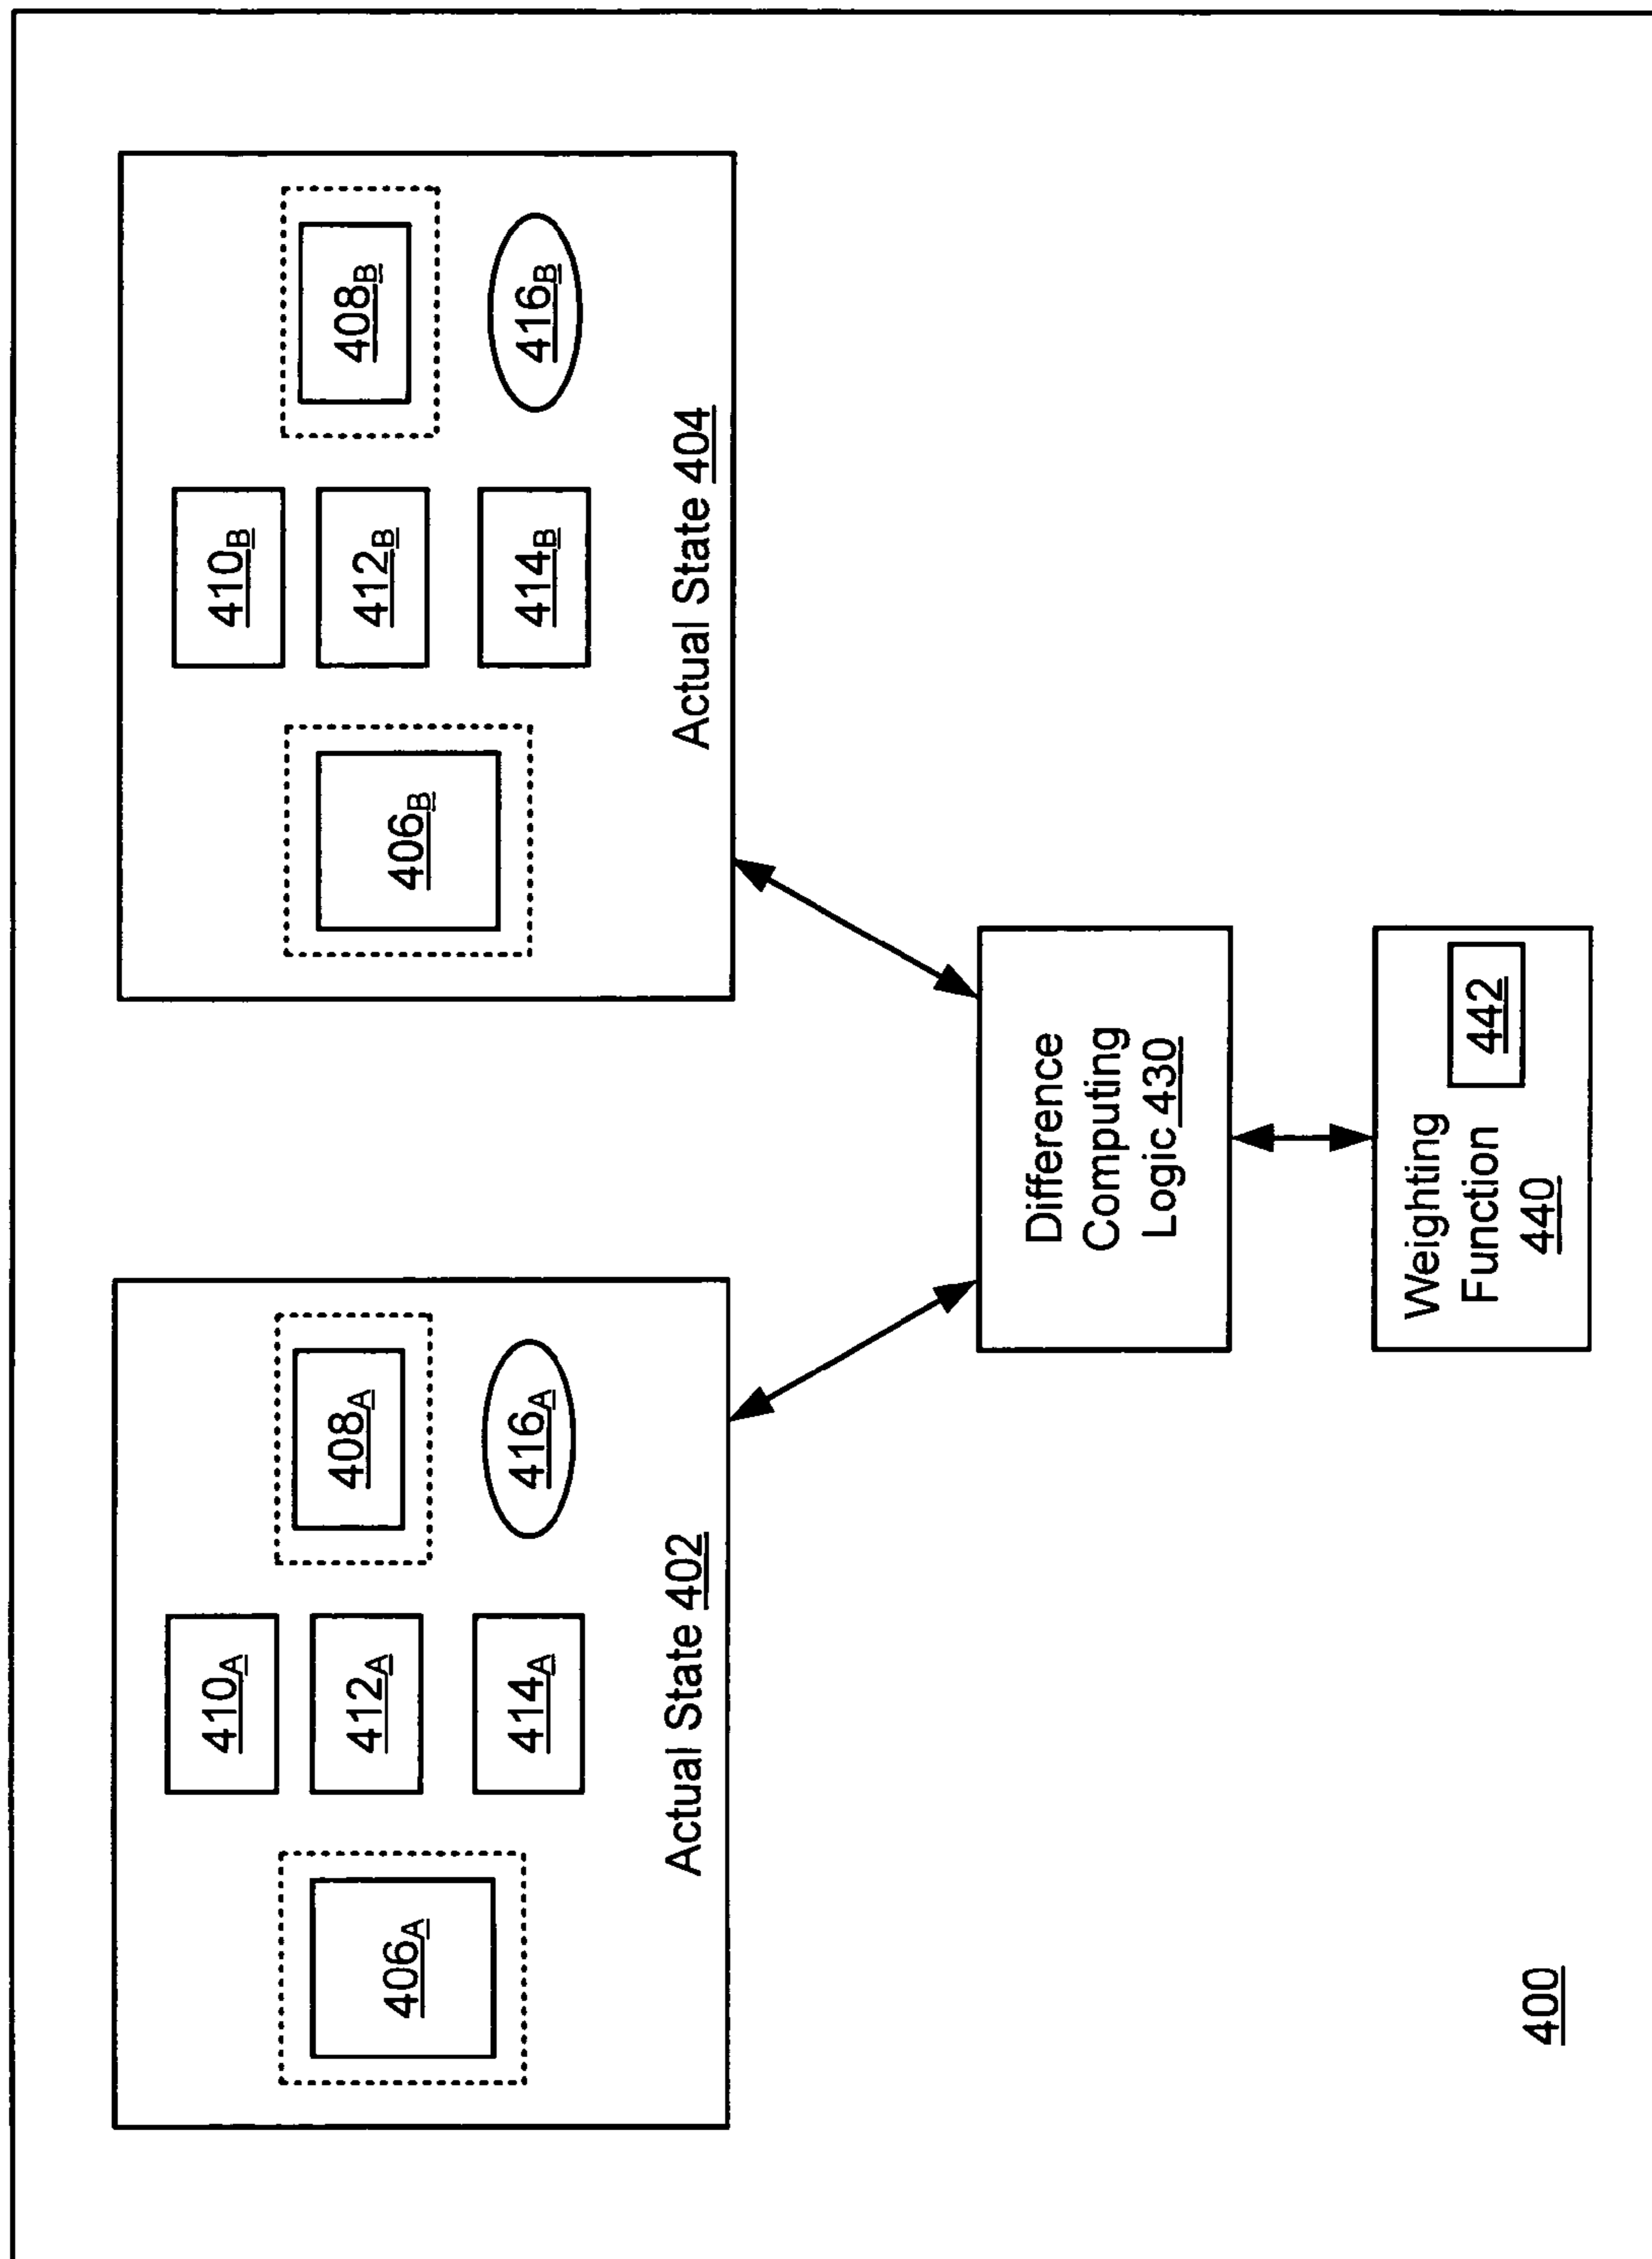 410A
412A
414A
406A
408A
416A
Actual State 402
410B
412B
414B
406B
408B
416B
Actual State 404
Difference
Computing
Logic 430
Weighting
Function
440
442
400